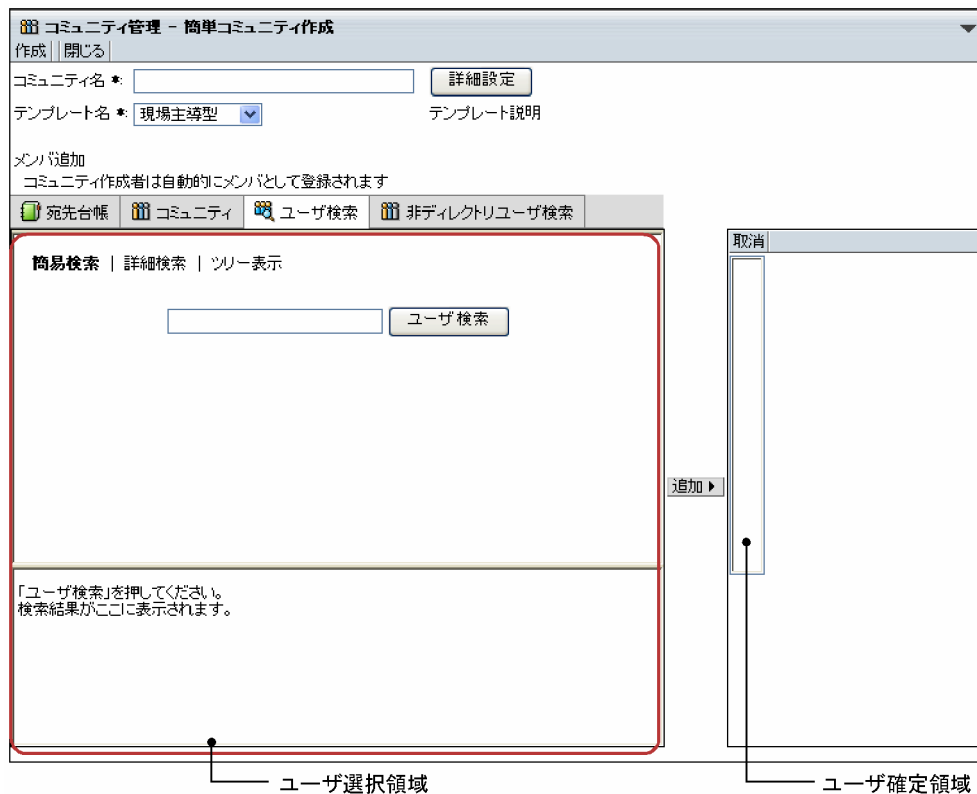 コミュニティ管理 - 簡単コミュニティ作成
作成 | 閉じる
コミュニティ名 *: 詳細設定
テンプレート名 *: 現場主導型 テンプレート説明
メンバ追加
コミュニティ作成者は自動的にメンバとして登録されます
宛先台帳 コミュニティ ユーザ検索 非ディレクトリユーザ検索
取消
簡易検索 | 詳細検索 | ツリー表示
ユーザ検索
追加
「ユーザ検索」を押してください。
検索結果がここに表示されます。
ユーザ選択領域 ユーザ確定領域